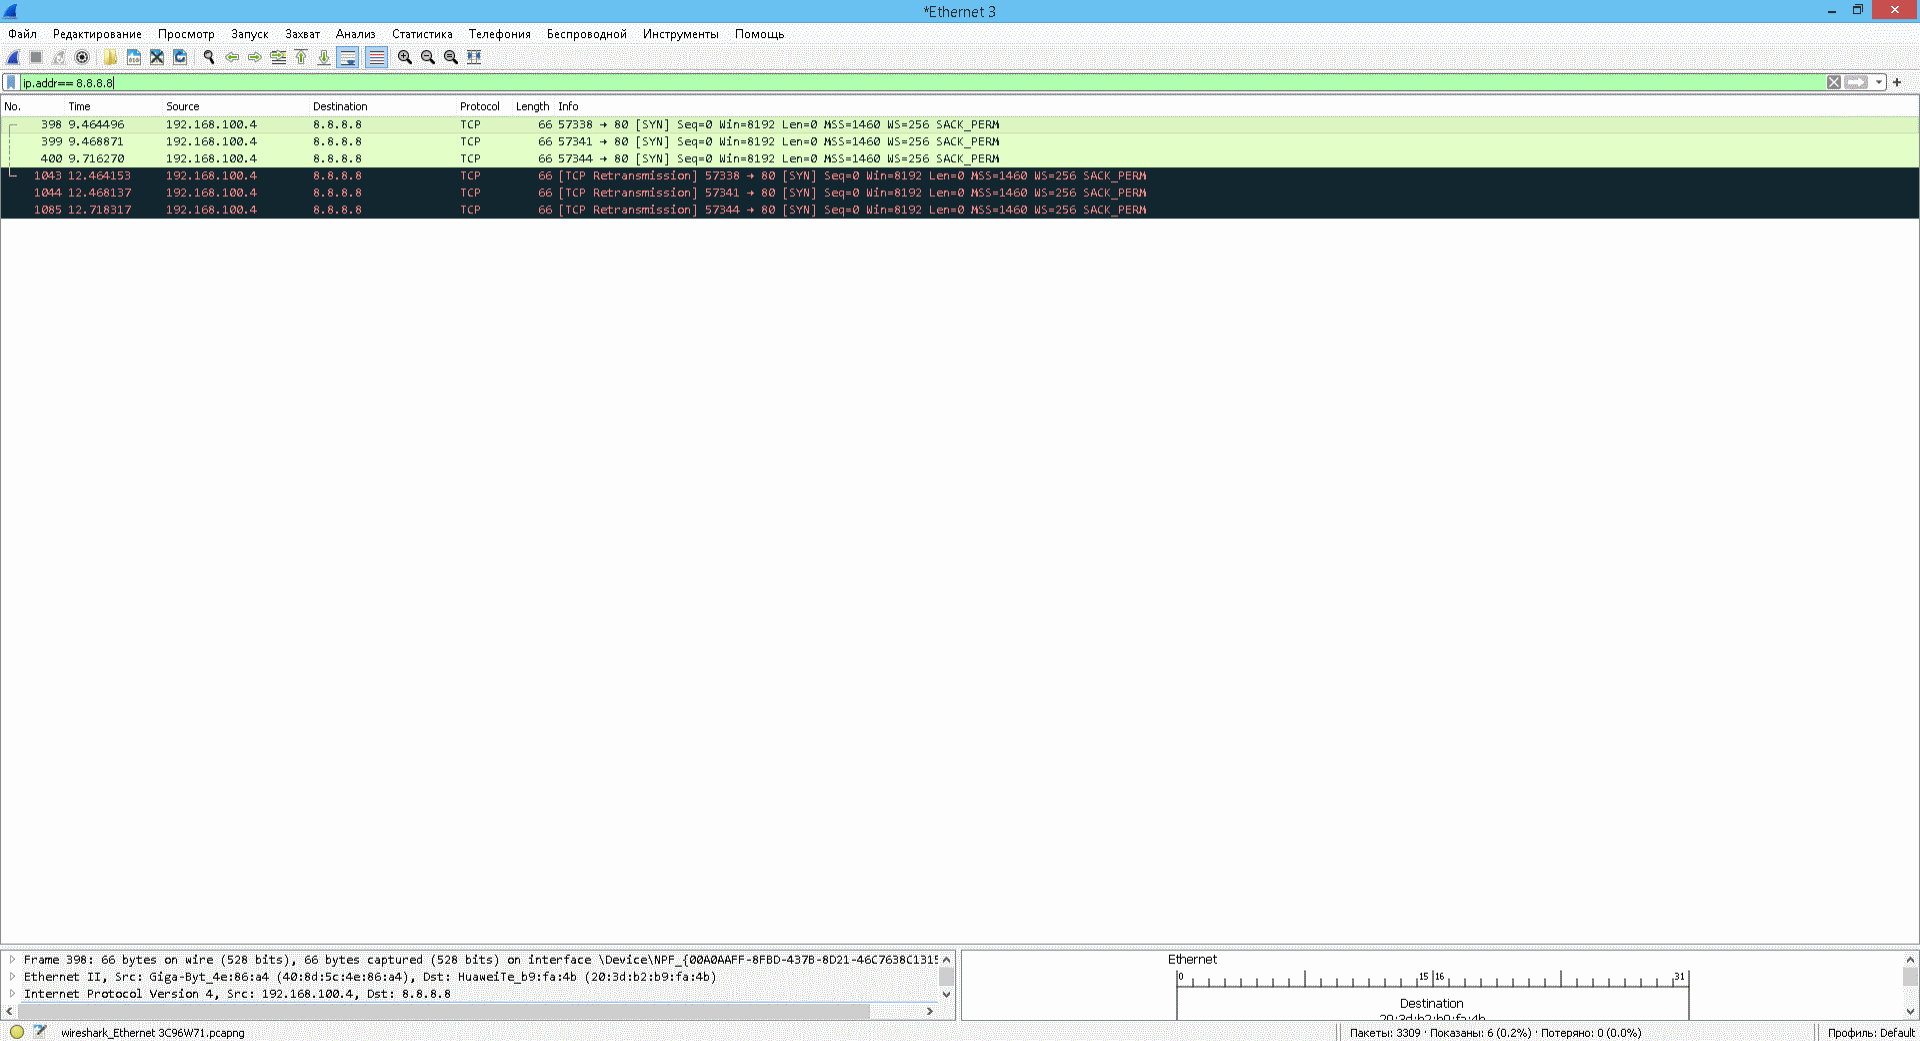 *Ethernet 3
Файл Редактирование Просмотр Запуск Захват Анализ Статистика Телефония Беспроводной Инструменты Помощь
ip.addr== 8.8.8.8
No. Time Source Destination Protocol Length Info
398 9.464496 192.168.100.4 8.8.8.8 TCP 66 57338 → 80 [SYN] Seq=0 Win=8192 Len=0 MSS=1460 WS=256 SACK_PERM
399 9.468871 192.168.100.4 8.8.8.8 TCP 66 57341 → 80 [SYN] Seq=0 Win=8192 Len=0 MSS=1460 WS=256 SACK_PERM
400 9.716270 192.168.100.4 8.8.8.8 TCP 66 57344 → 80 [SYN] Seq=0 Win=8192 Len=0 MSS=1460 WS=256 SACK_PERM
1043 12.464153 192.168.100.4 8.8.8.8 TCP 66 [TCP Retransmission] 57338 → 80 [SYN] Seq=0 Win=8192 Len=0 MSS=1460 WS=256 SACK_PERM
1044 12.468137 192.168.100.4 8.8.8.8 TCP 66 [TCP Retransmission] 57341 → 80 [SYN] Seq=0 Win=8192 Len=0 MSS=1460 WS=256 SACK_PERM
1085 12.718317 192.168.100.4 8.8.8.8 TCP 66 [TCP Retransmission] 57344 → 80 [SYN] Seq=0 Win=8192 Len=0 MSS=1460 WS=256 SACK_PERM
Frame 398: 66 bytes on wire (528 bits), 66 bytes captured (528 bits) on interface \Device\NPF_{00A0AAFF-8FBD-437B-8D21-46C7638C1315
Ethernet II, Src: Giga-Byt_4e:86:a4 (40:8d:5c:4e:86:a4), Dst: HuaweiTe_b9:fa:4b (20:3d:b2:b9:fa:4b)
Internet Protocol Version 4, Src: 192.168.100.4, Dst: 8.8.8.8
Ethernet
0 15 16 31
Destination
20:3d:b2:b9:fa:4b
wireshark_Ethernet 3C96W71.pcapng
Пакеты: 3309 · Показаны: 6 (0.2%) · Потеряно: 0 (0.0%)
Профиль: Default